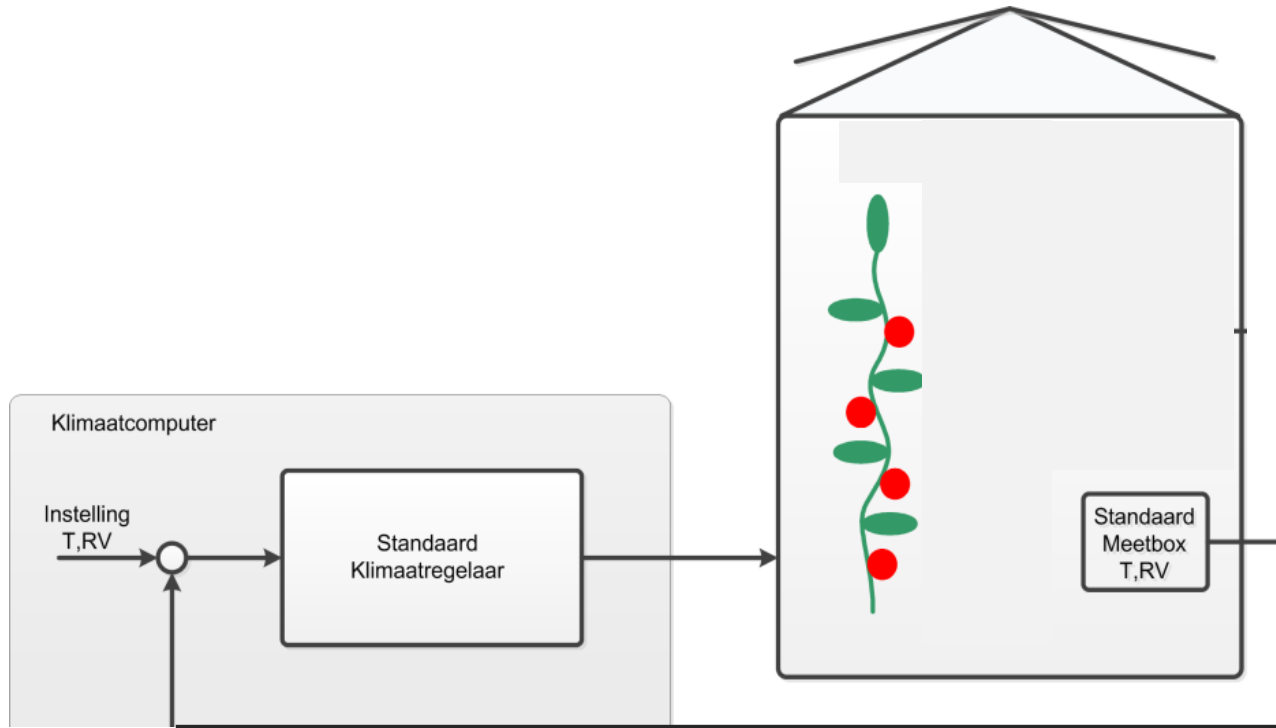 Klimaatcomputer
Instelling
T,RV
Standaard
Klimaatregelaar
Standaard
Meetbox
T,RV